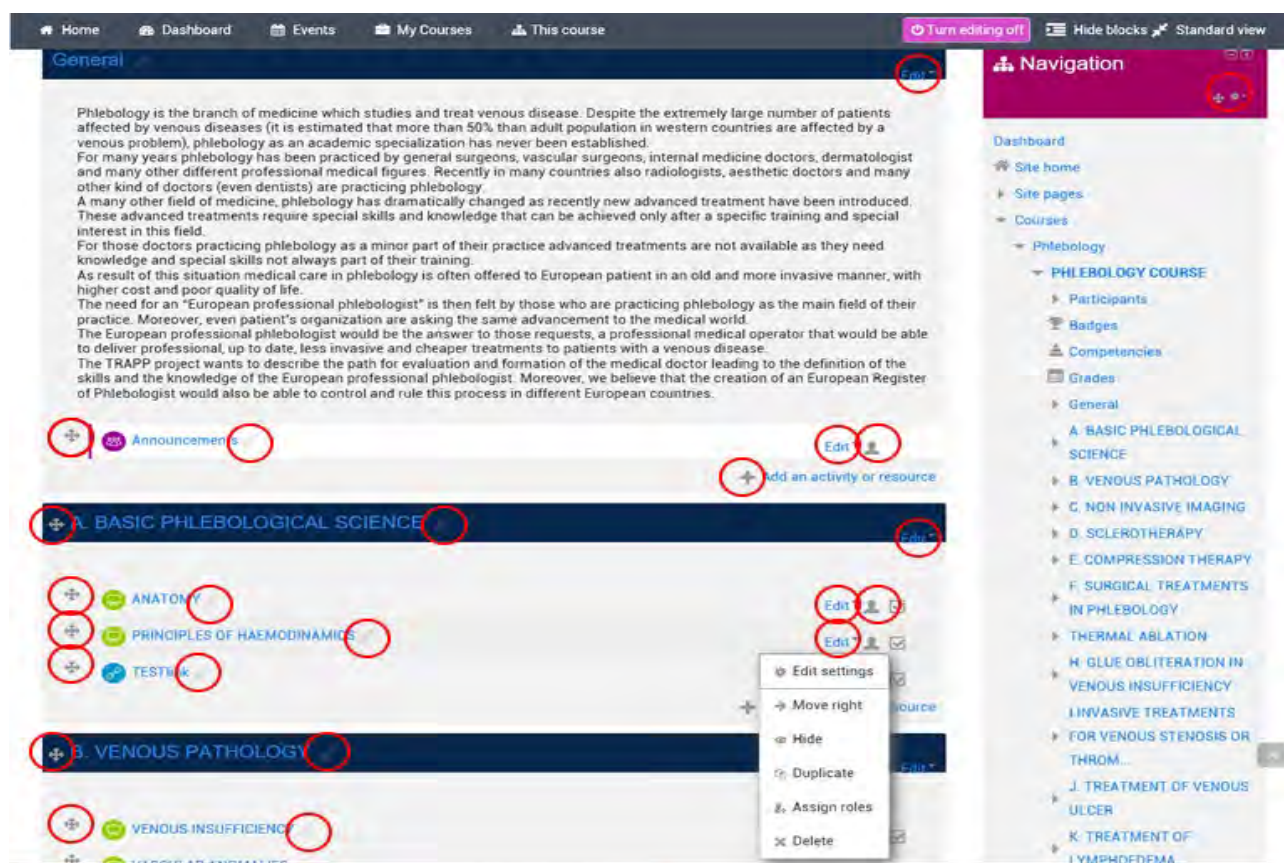 Home Dashboard Events My Courses This course Turn editing off Hide blocks Standard view
General
Edit
Phlebology is the branch of medicine which studies and treat venous disease. Despite the extremely large number of patients
affected by venous diseases (it is estimated that more than 50% than adult population in western countries are affected by a
venous problem), phlebology as an academic specialization has never been established.
For many years phlebology has been practiced by general surgeons, vascular surgeons, internal medicine doctors, dermatologist
and many other different professional medical figures. Recently in many countries also radiologists, aesthetic doctors and many
other kind of doctors (even dentists) are practicing phlebology.
A many other field of medicine, phlebology has dramatically changed as recently new advanced treatment have been introduced.
These advanced treatments require special skills and knowledge that can be achieved only after a specific training and special
interest in this field.
For those doctors practicing phlebology as a minor part of their practice advanced treatments are not available as they need
knowledge and special skills not always part of their training.
As result of this situation medical care in phlebology is often offered to European patient in an old and more invasive manner, with
higher cost and poor quality of life.
The need for an "European professional phlebologist" is then felt by those who are practicing phlebology as the main field of their
practice. Moreover, even patient's organization are asking the same advancement to the medical world.
The European professional phlebologist would be the answer to those requests, a professional medical operator that would be able
to deliver professional, up to date, less invasive and cheaper treatments to patients with a venous disease.
The TRAPP project wants to describe the path for evaluation and formation of the medical doctor leading to the definition of the
skills and the knowledge of the European professional phlebologist. Moreover, we believe that the creation of an European Register
of Phlebologist would also be able to control and rule this process in different European countries.
Announcements Edit
Add an activity or resource
A. BASIC PHLEBOLOGICAL SCIENCE
Edit
ANATOMY Edit
PRINCIPLES OF HAEMODINAMICS Edit
TESTlink
Edit settings
Move right
Hide
Duplicate
Assign roles
Delete
B. VENOUS PATHOLOGY
Edit
VENOUS INSUFFICIENCY
VASCULAR ANOMALIES
Navigation
Dashboard
Site home
Site pages
Courses
Phlebology
PHLEBOLOGY COURSE
Participants
Badges
Competencies
Grades
General
A. BASIC PHLEBOLOGICAL
SCIENCE
B. VENOUS PATHOLOGY
C. NON INVASIVE IMAGING
D. SCLEROTHERAPY
E. COMPRESSION THERAPY
F. SURGICAL TREATMENTS
IN PHLEBOLOGY
THERMAL ABLATION
H. GLUE OBLITERATION IN
VENOUS INSUFFICIENCY
I.INVASIVE TREATMENTS
FOR VENOUS STENOSIS OR
THROM...
J. TREATMENT OF VENOUS
ULCER
K. TREATMENT OF
LYMPHOEDEMA